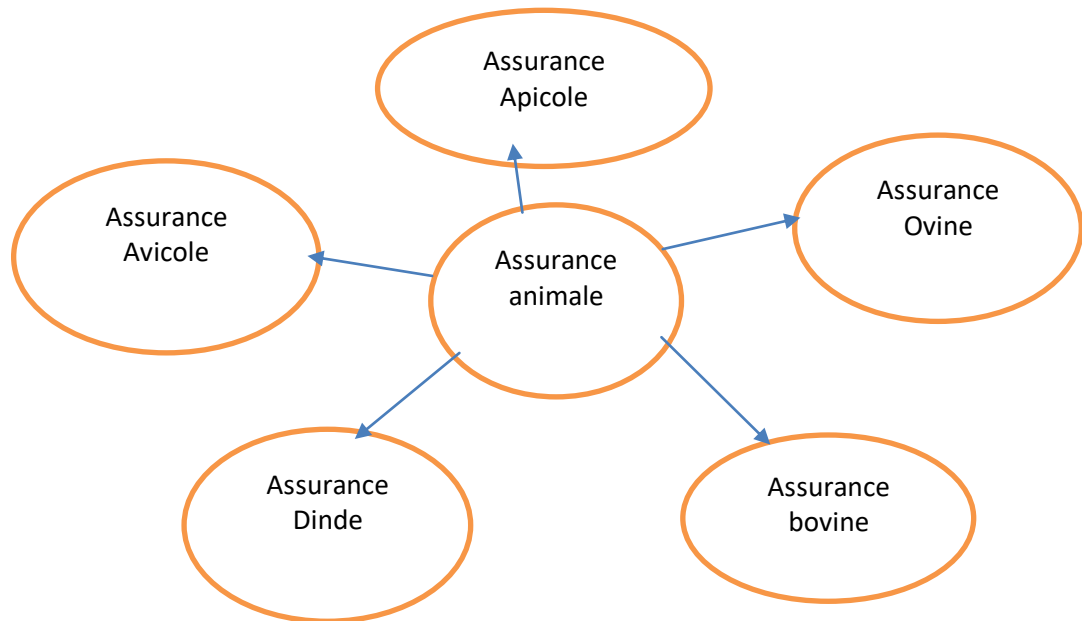 Assurance
Apicole
Assurance
Ovine
Assurance
Avicole
Assurance
animale
Assurance
Dinde
Assurance
bovine